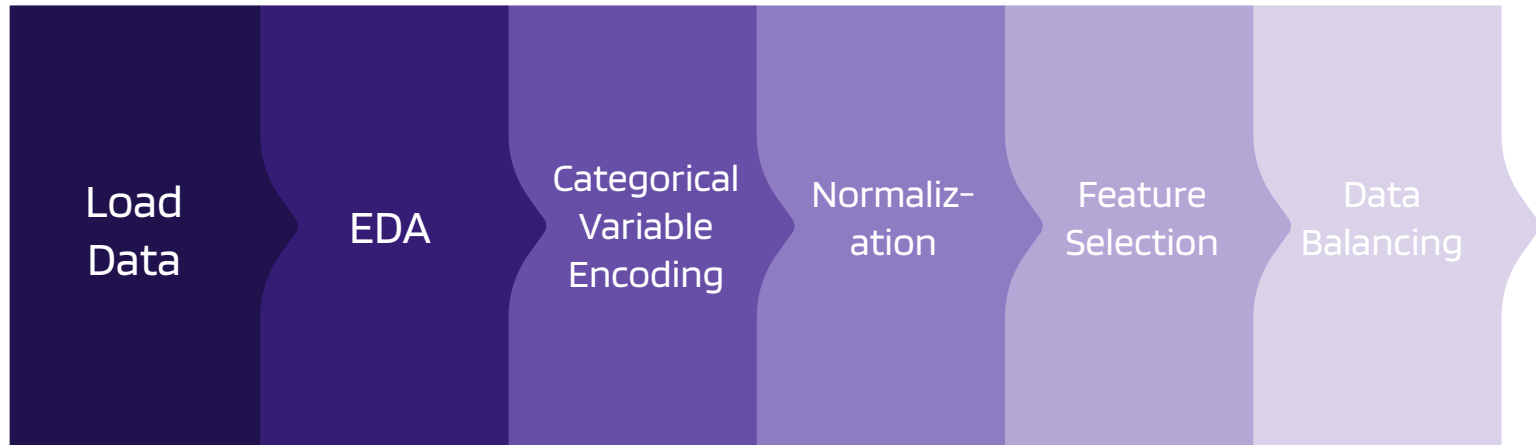 Load
Data
EDA
Categorical
Variable
Encoding
Normaliz-
ation
Feature
Selection
Data
Balancing